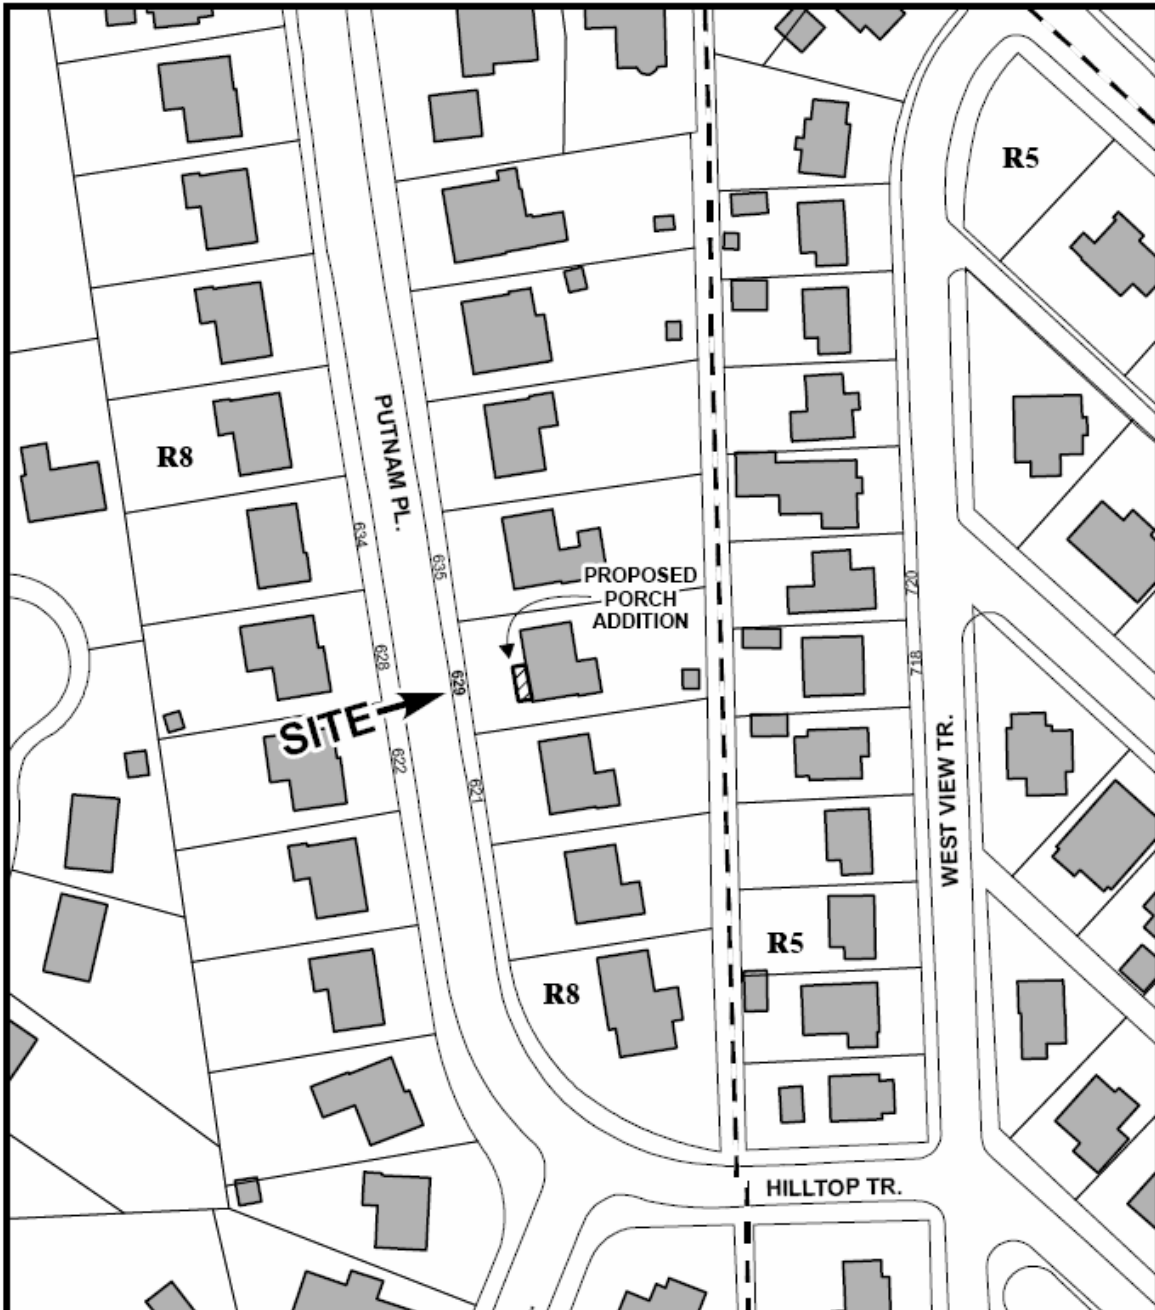 R5
R8
PUTNAM PL.
634
635
PROPOSED
PORCH
ADDITION
720
628
629
718
SITE
622
621
WEST VIEW TR.
R5
R8
HILLTOP TR.